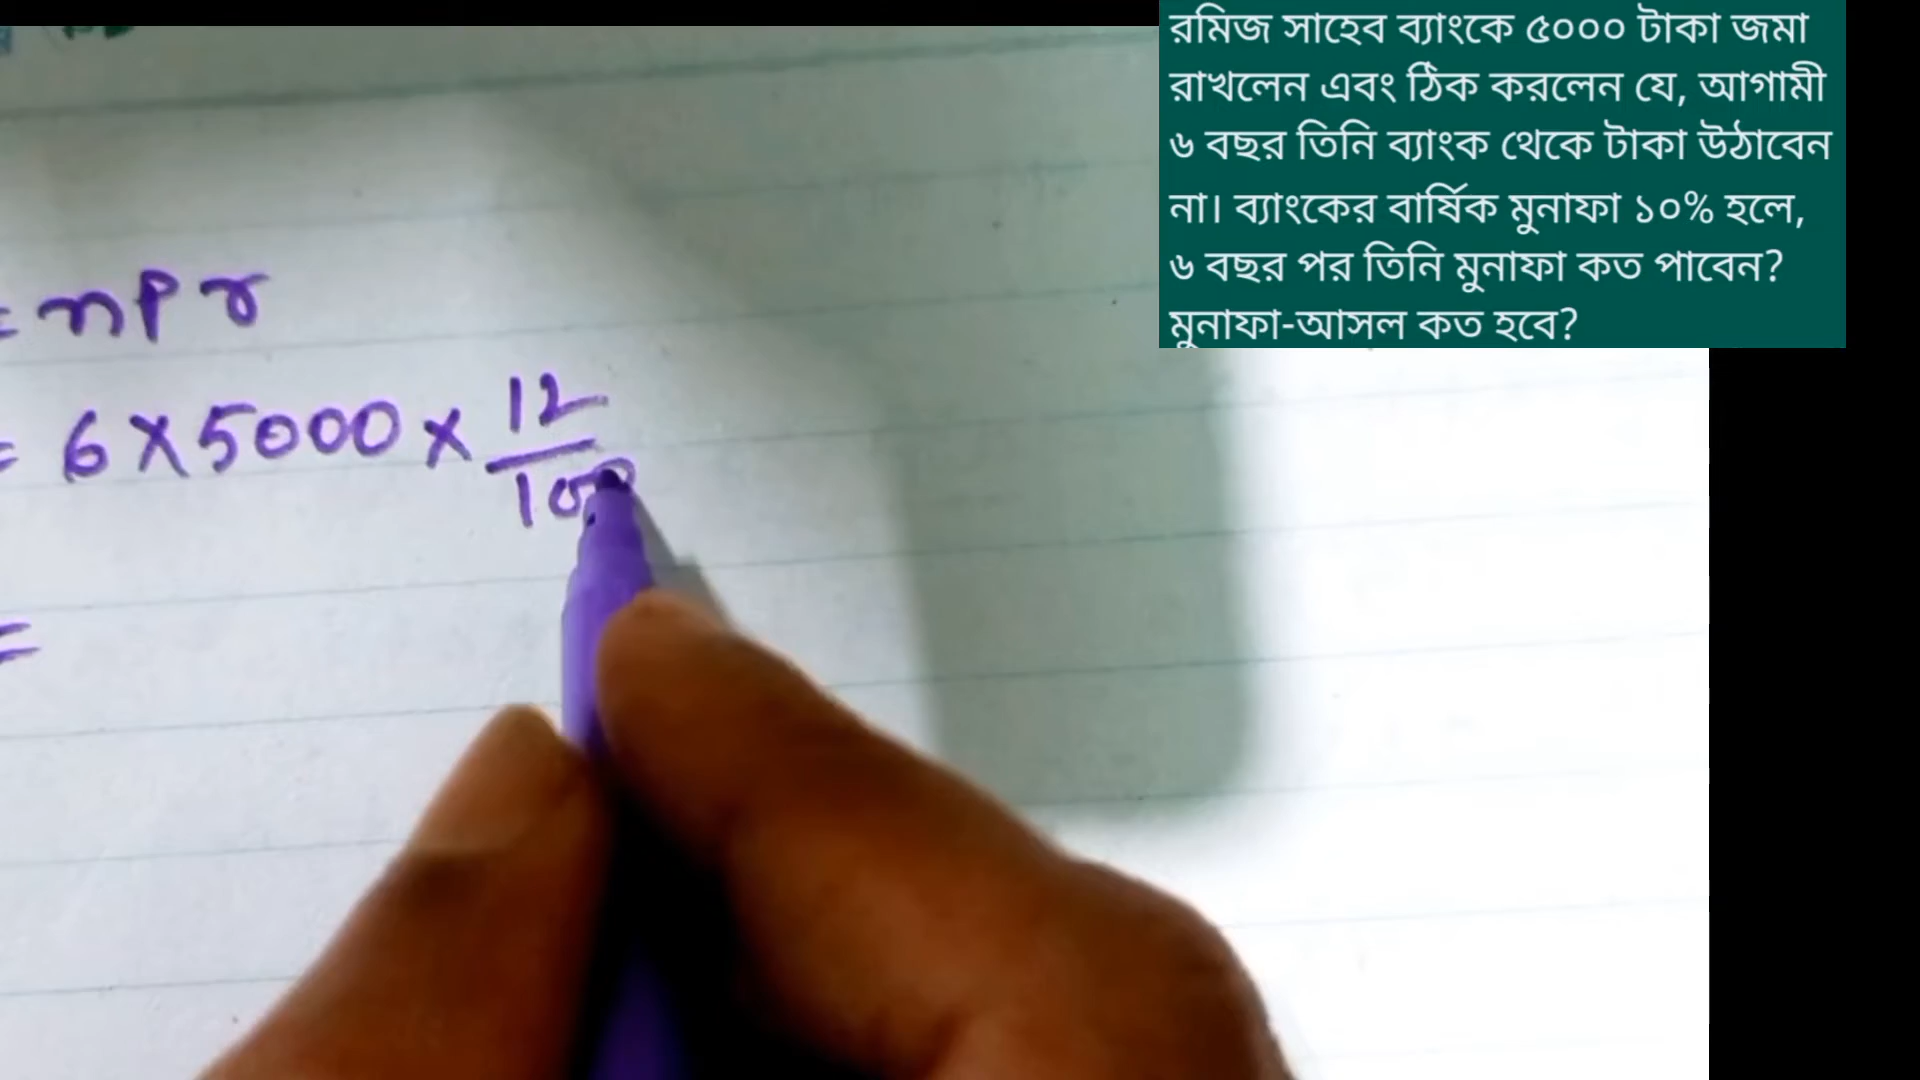 রমিজ সাহেব ব্যাংকে ৫০০০ টাকা জমা
রাখলেন এবং ঠিক করলেন যে, আগামী
৬ বছর তিনি ব্যাংক থেকে টাকা উঠাবেন
না। ব্যাংকের বার্ষিক মুনাফা ১০% হলে,
৬ বছর পর তিনি মুনাফা কত পাবেন?
মুনাফা-আসল কত হবে?
= npr
= 6 × 5000 × 12/100
=